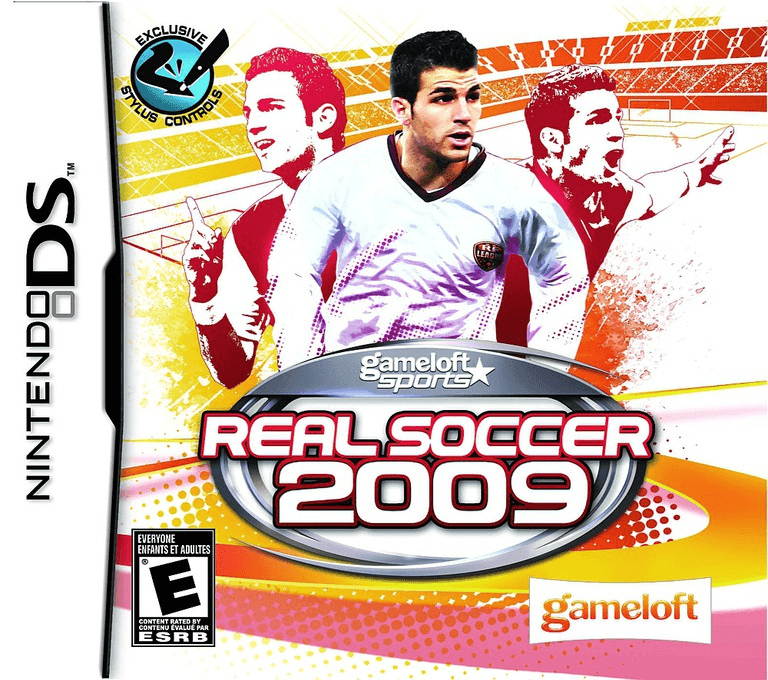 NINTENDO DS™
EXCLUSIVE
STYLUS CONTROLS
RS
LEAGUE
gameloft
sports
REAL SOCCER
2009
EVERYONE
ENFANTS ET ADULTES
E
®
CONTENT RATED BY
CONTENU ÉVALUÉ PAR
ESRB
gameloft